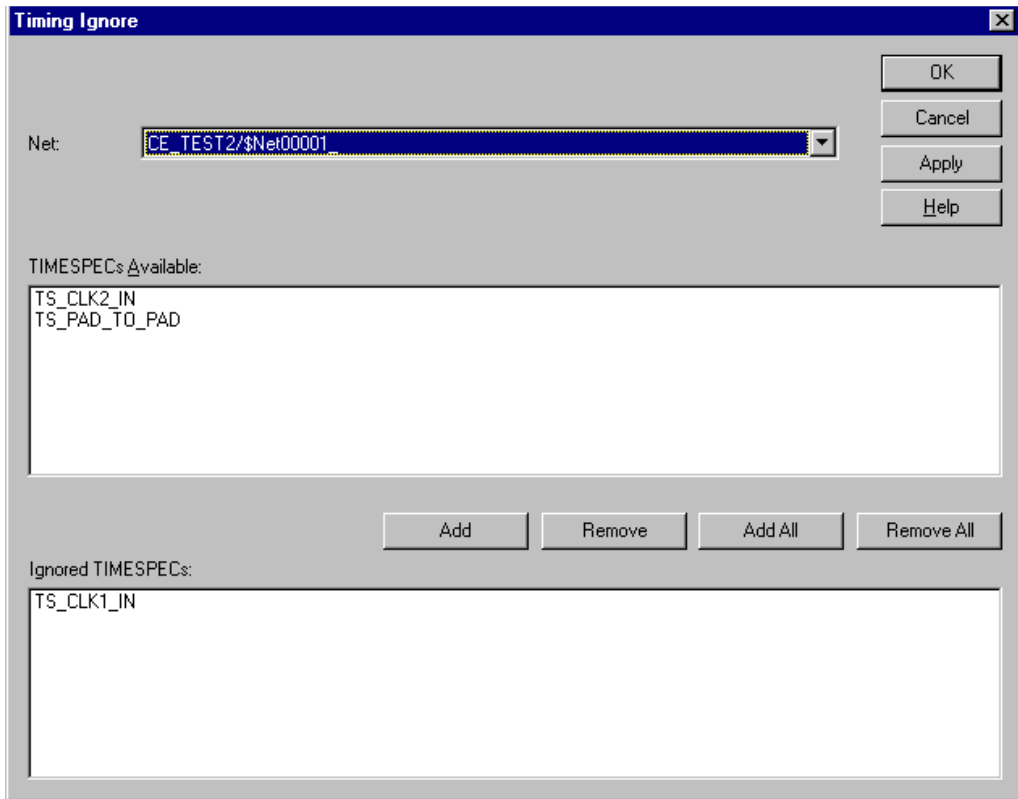 Timing Ignore
OK
Cancel
Net: CE_TEST2/$Net00001_
Apply
Help
TIMESPECs Available:
TS_CLK2_IN
TS_PAD_TO_PAD
Add Remove Add All Remove All
Ignored TIMESPECs:
TS_CLK1_IN